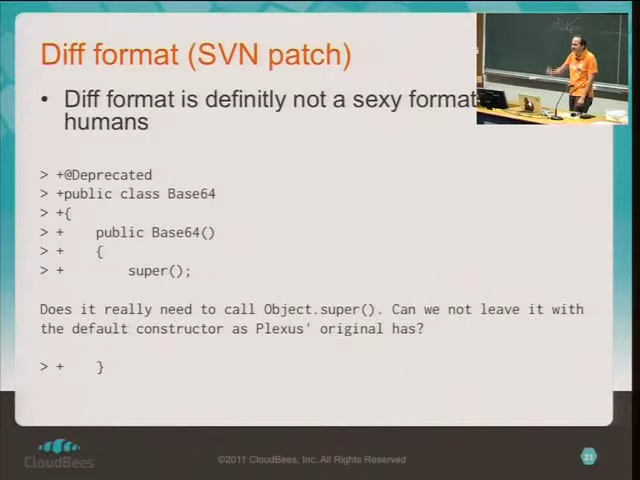 Diff format (SVN patch)
• Diff format is definitly not a sexy format
humans
> +@Deprecated
> +public class Base64
> +{
> +    public Base64()
> +    {
> +        super();
Does it really need to call Object.super(). Can we not leave it with
the default constructor as Plexus' original has?
> +    }
CloudBees
©2011 CloudBees, Inc. All Rights Reserved
21